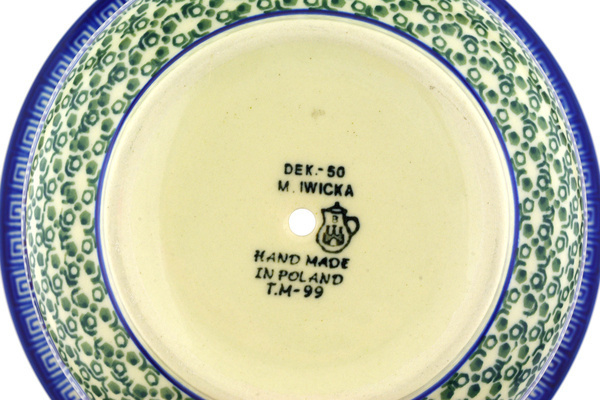 DEK.-50
M. IWICKA
HAND MADE
IN POLAND
T.M-99